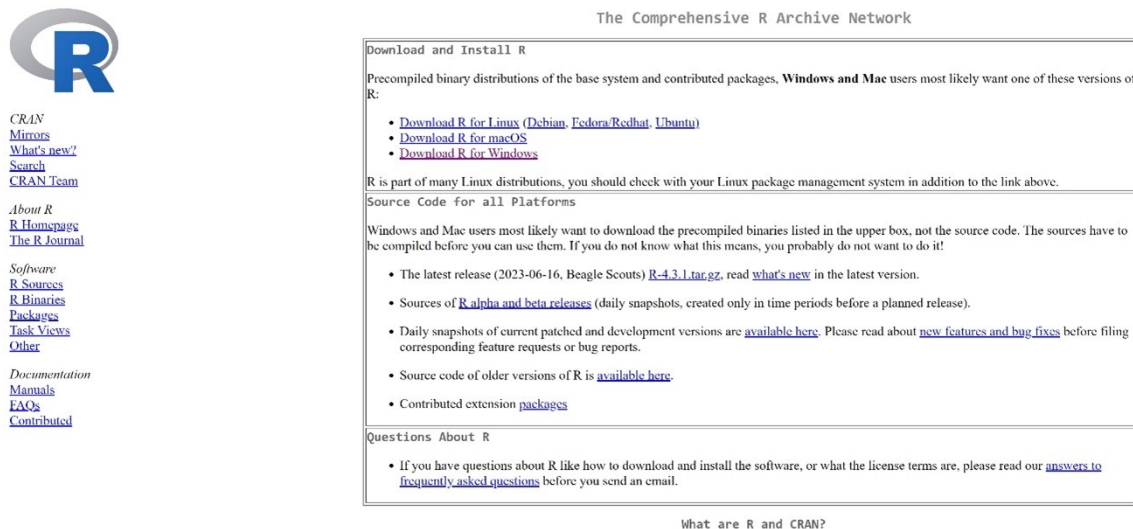 R
CRAN
Mirrors
What's new?
Search
CRAN Team
About R
R Homepage
The R Journal
Software
R Sources
R Binaries
Packages
Task Views
Other
Documentation
Manuals
FAQs
Contributed
The Comprehensive R Archive Network
Download and Install R
Precompiled binary distributions of the base system and contributed packages, Windows and Mac users most likely want one of these versions of
R:
• Download R for Linux (Debian, Fedora/Redhat, Ubuntu)
• Download R for macOS
• Download R for Windows
R is part of many Linux distributions, you should check with your Linux package management system in addition to the link above.
Source Code for all Platforms
Windows and Mac users most likely want to download the precompiled binaries listed in the upper box, not the source code. The sources have to
be compiled before you can use them. If you do not know what this means, you probably do not want to do it!
• The latest release (2023-06-16, Beagle Scouts) R-4.3.1.tar.gz, read what's new in the latest version.
• Sources of R alpha and beta releases (daily snapshots, created only in time periods before a planned release).
• Daily snapshots of current patched and development versions are available here. Please read about new features and bug fixes before filing
corresponding feature requests or bug reports.
• Source code of older versions of R is available here.
• Contributed extension packages
Questions About R
• If you have questions about R like how to download and install the software, or what the license terms are, please read our answers to
frequently asked questions before you send an email.
What are R and CRAN?